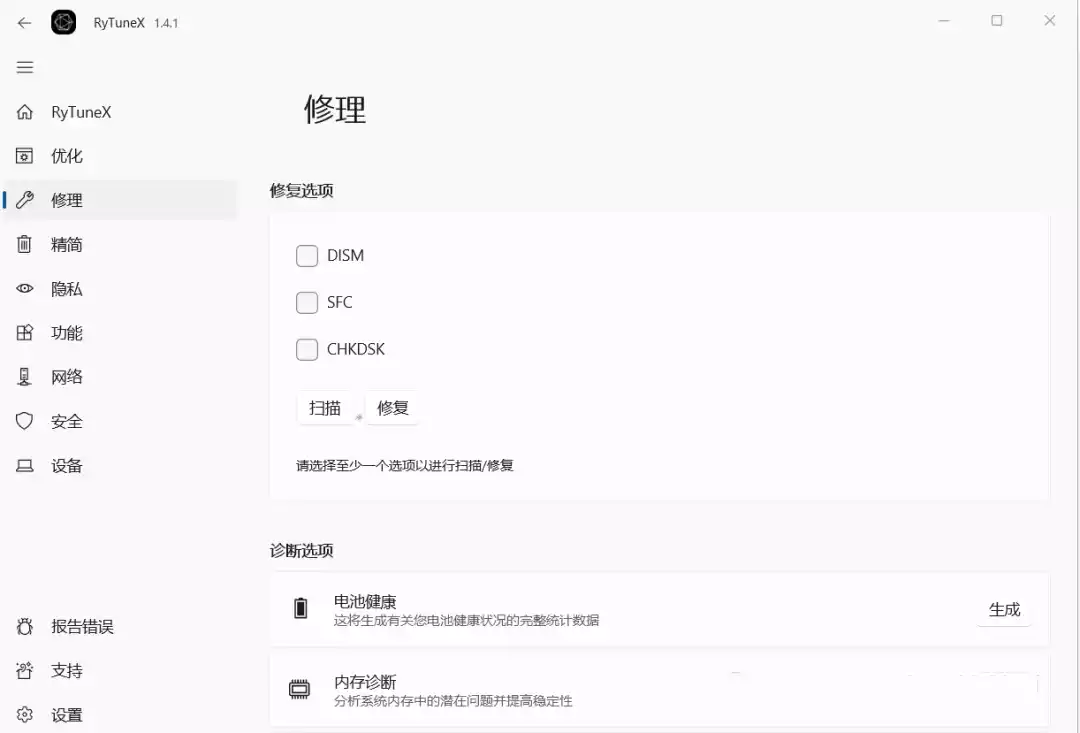 RyTuneX 1.4.1
RyTuneX
优化
修理
精简
隐私
功能
网络
安全
设备
报告错误
支持
设置
修理
修复选项
DISM
SFC
CHKDSK
扫描 修复
请选择至少一个选项以进行扫描/修复
诊断选项
电池健康
这将生成有关您电池健康状况的完整统计数据
生成
内存诊断
分析系统内存中的潜在问题并提高稳定性